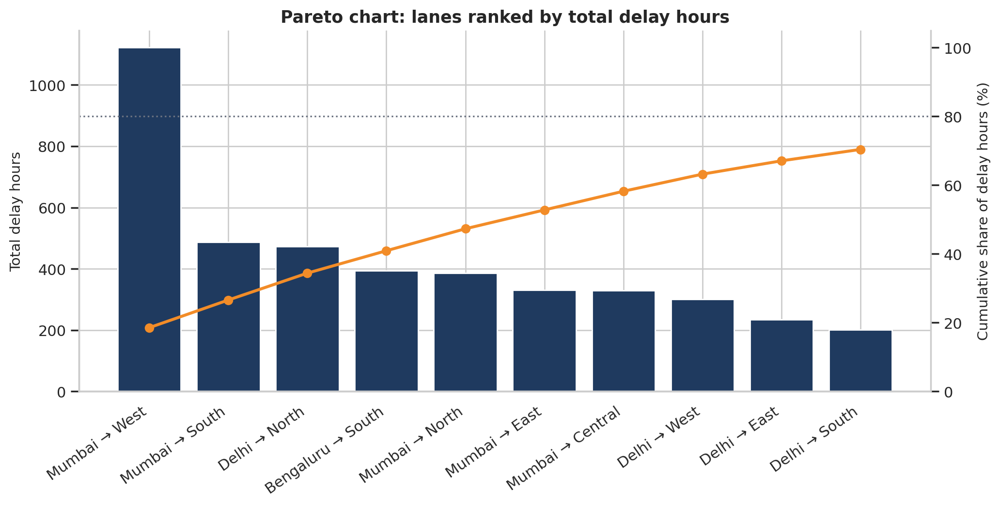 Pareto chart: lanes ranked by total delay hours
Total delay hours
1000
800
600
400
200
0
100
80
60
40
20
0
Cumulative share of delay hours (%)
Mumbai → West
Mumbai → South
Delhi → North
Bengaluru → South
Mumbai → North
Mumbai → East
Mumbai → Central
Delhi → West
Delhi → East
Delhi → South